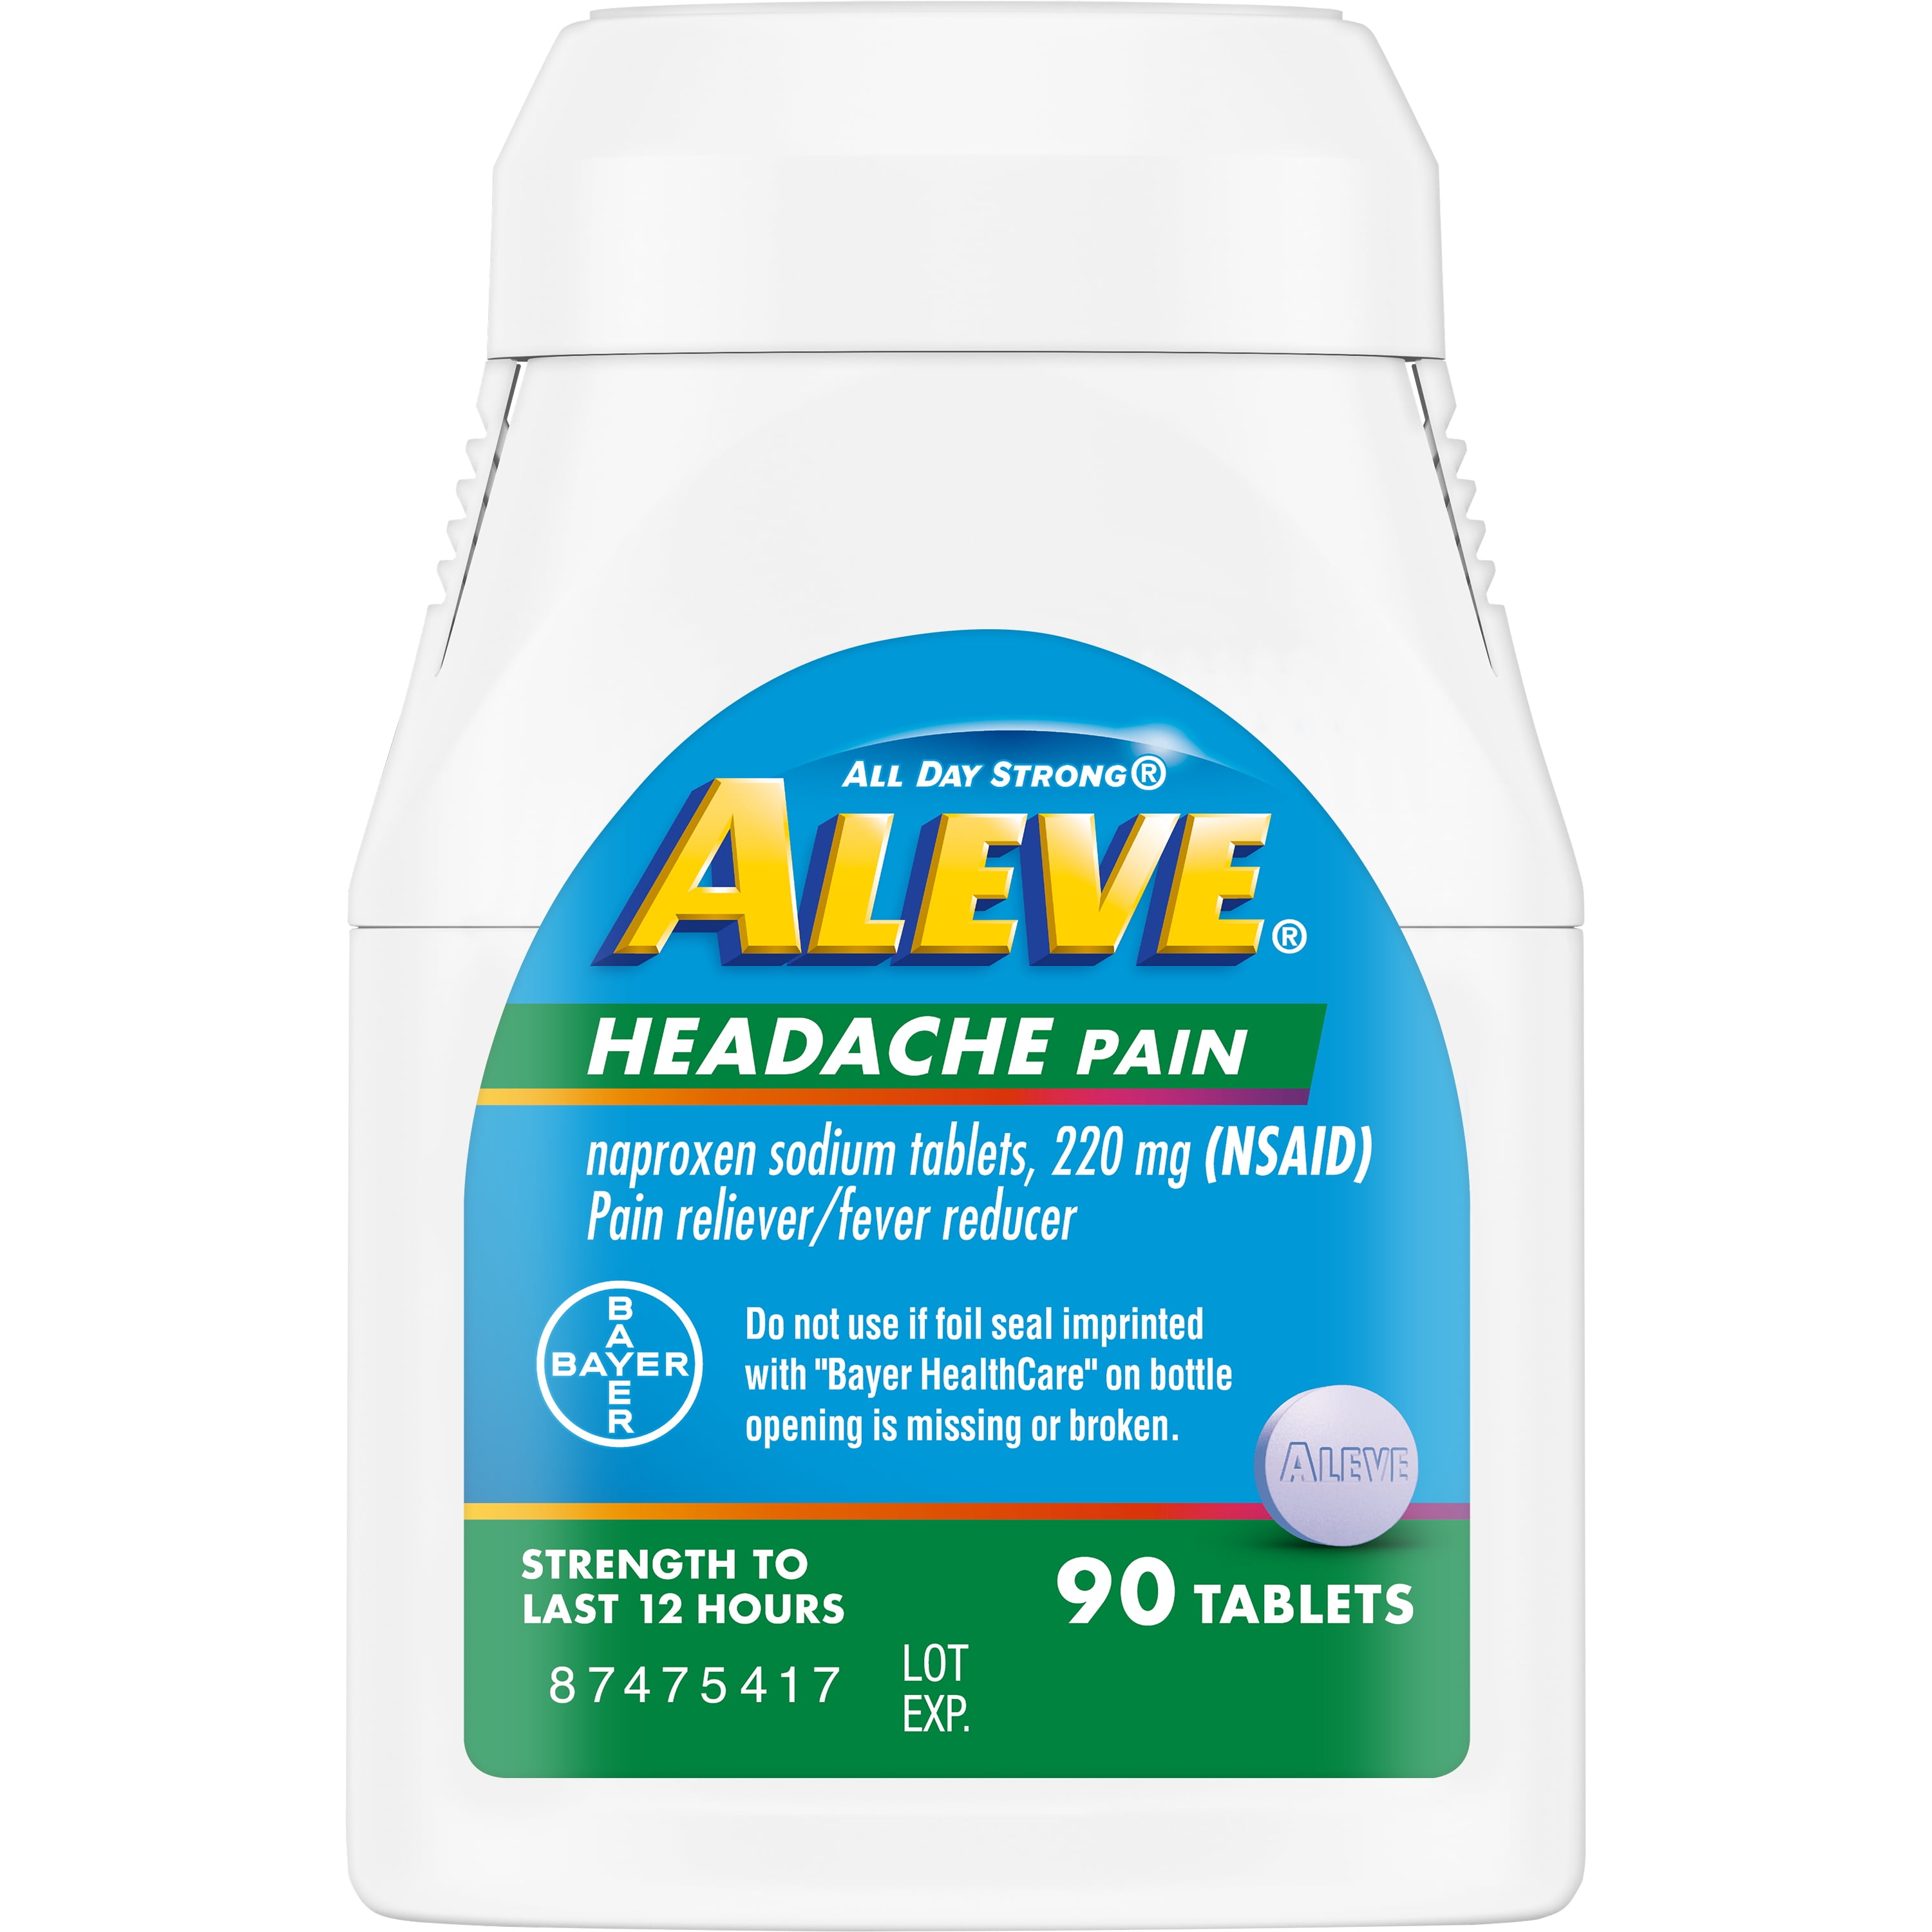 ALL DAY STRONG®
ALEVE®
HEADACHE PAIN
naproxen sodium tablets, 220 mg (NSAID)
Pain reliever/fever reducer
BAYER
BAYER
Do not use if foil seal imprinted
with "Bayer HealthCare" on bottle
opening is missing or broken.
ALEVE
STRENGTH TO
LAST 12 HOURS
90 TABLETS
87475417
LOT
EXP.